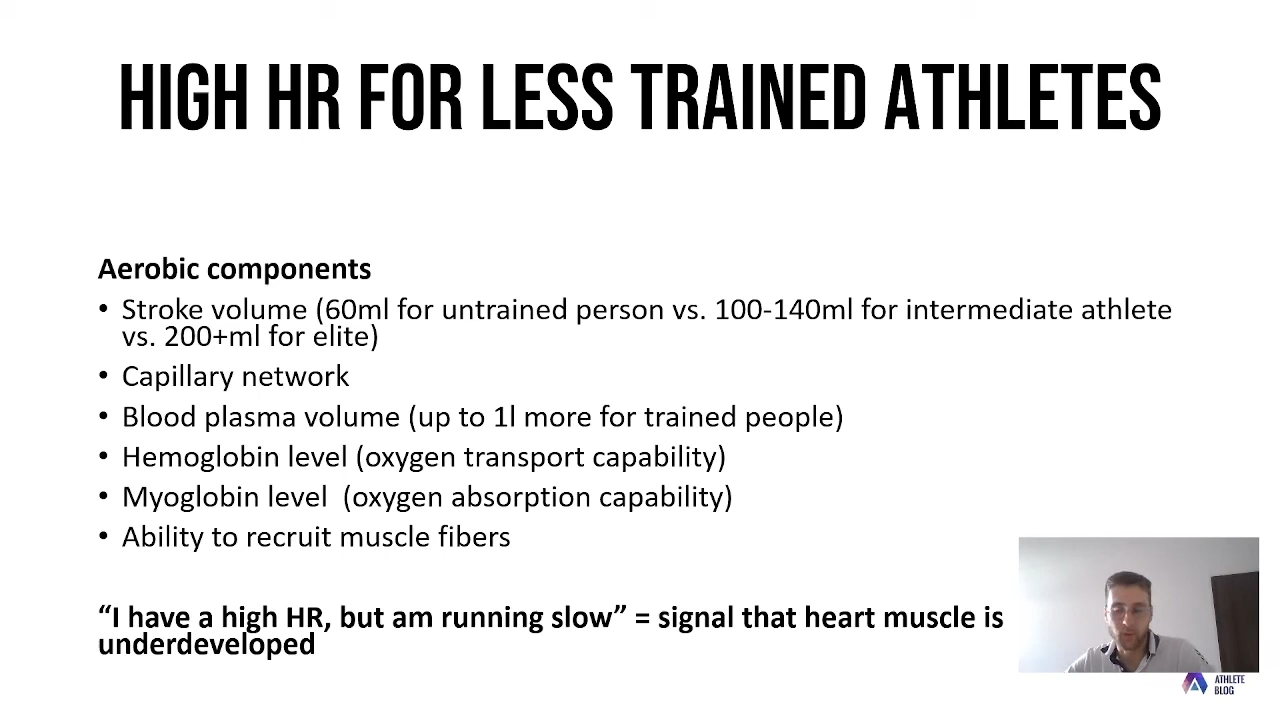 HIGH HR FOR LESS TRAINED ATHLETES
Aerobic components
• Stroke volume (60ml for untrained person vs. 100-140ml for intermediate athlete
vs. 200+ml for elite)
• Capillary network
• Blood plasma volume (up to 1l more for trained people)
• Hemoglobin level (oxygen transport capability)
• Myoglobin level  (oxygen absorption capability)
• Ability to recruit muscle fibers
“I have a high HR, but am running slow” = signal that heart muscle is
underdeveloped
ATHLETE
BLOG